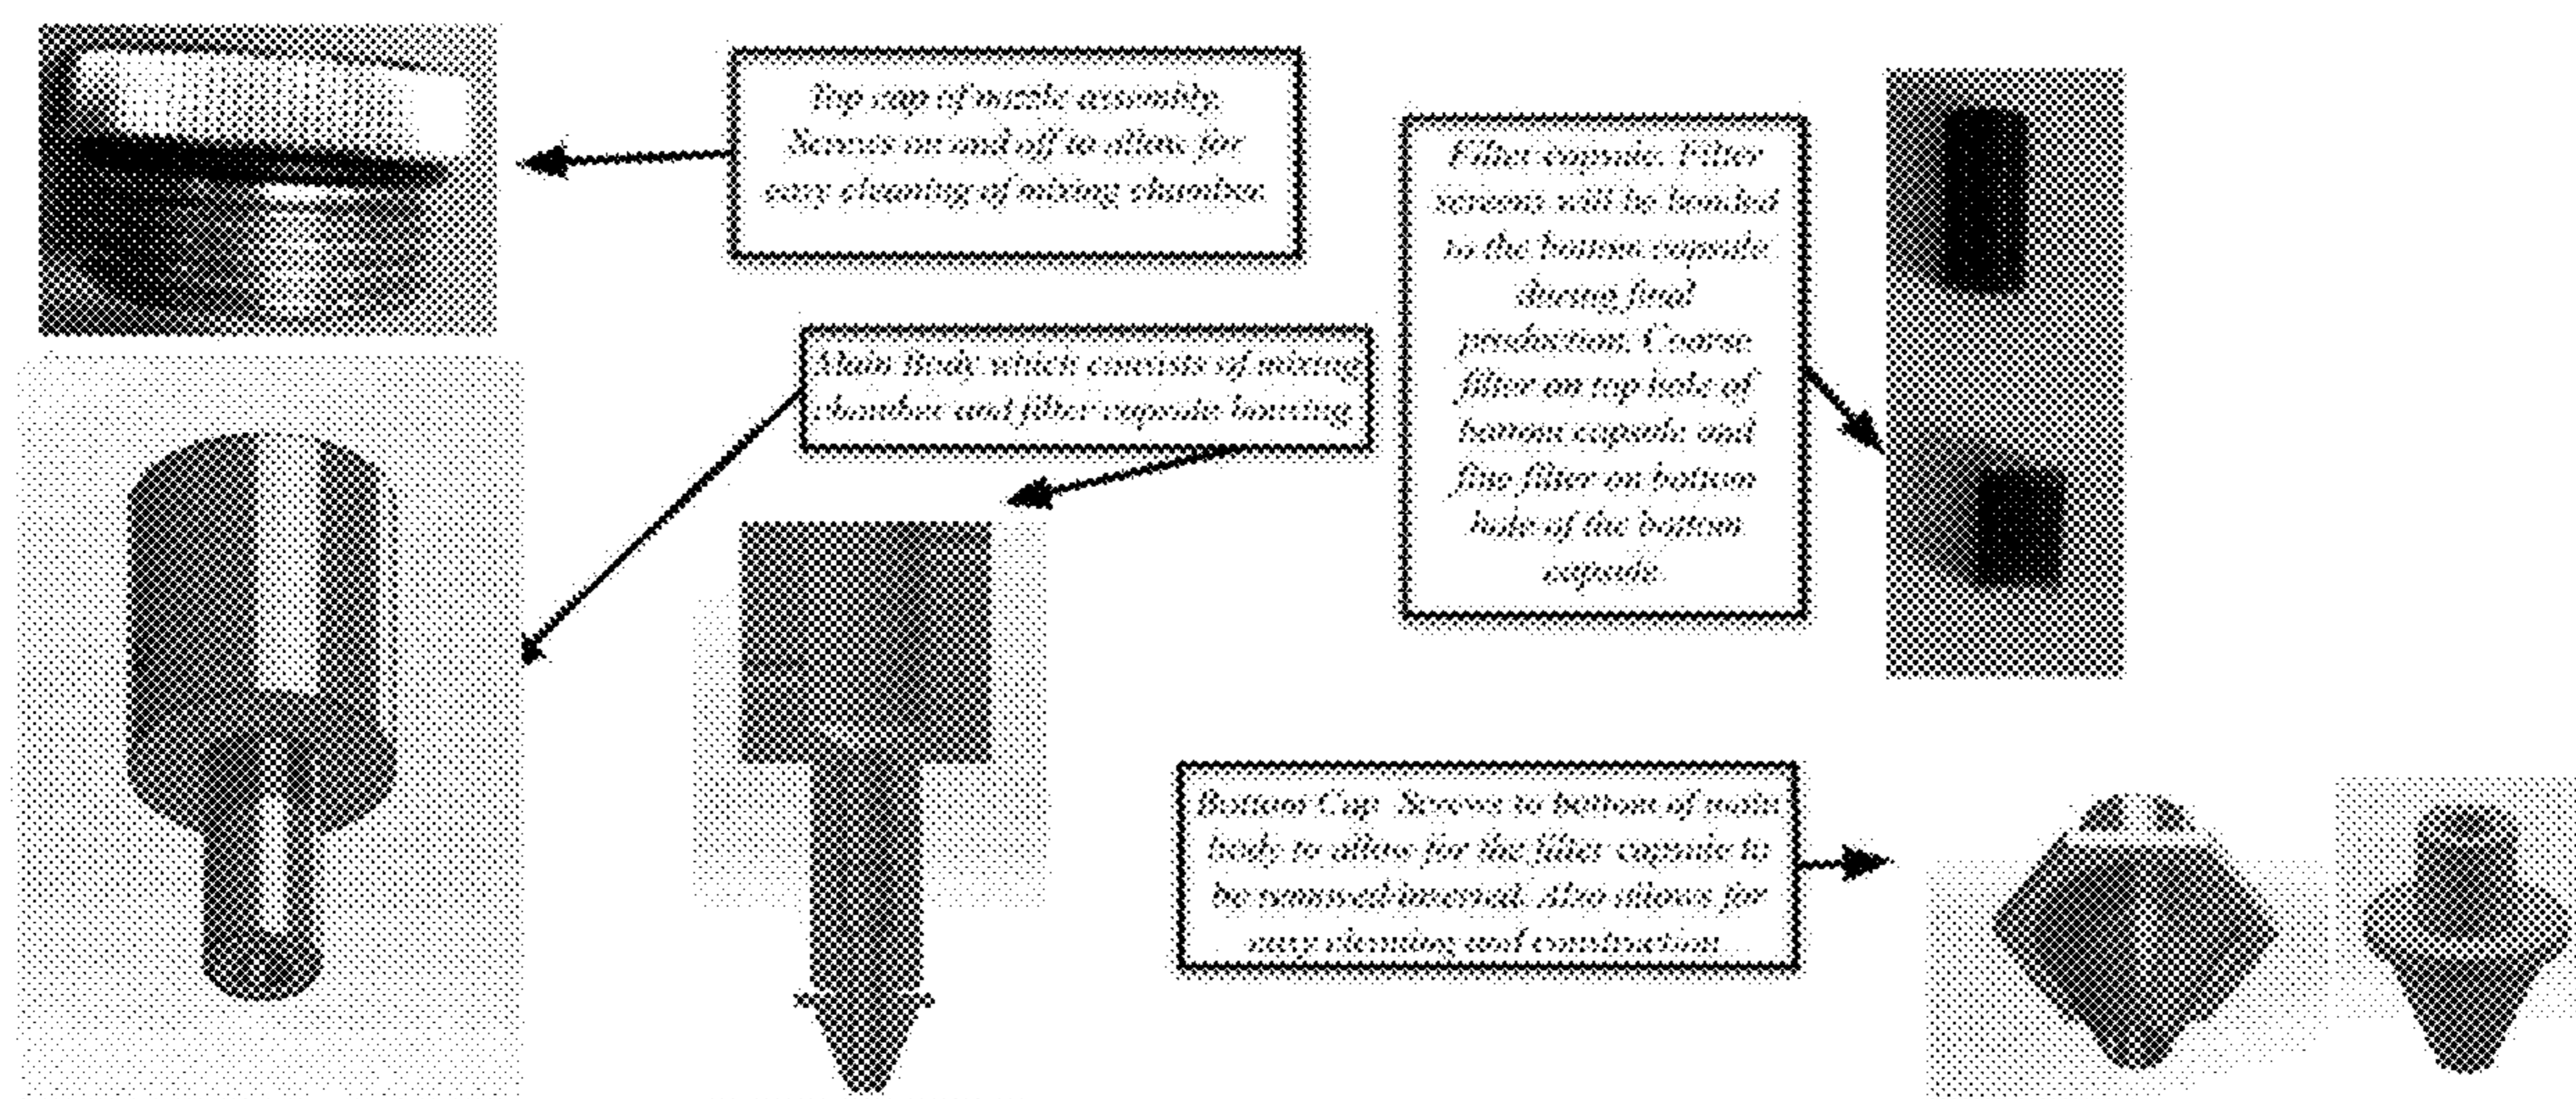 Top cap of nozzle assembly.
Screws on and off to allow for
easy cleaning of mixing chamber.
Main Body which consists of mixing
chamber and filter capsule housing.
Filter capsule. Filter
screens will be bonded
to the bottom capsule
during final
production. Coarse
filter on top hole of
bottom capsule and
fine filter on bottom
hole of the bottom
capsule.
Bottom Cap. Screws to bottom of main
body to allow for the filter capsule to
be removed/inserted. Also allows for
easy cleaning and construction.